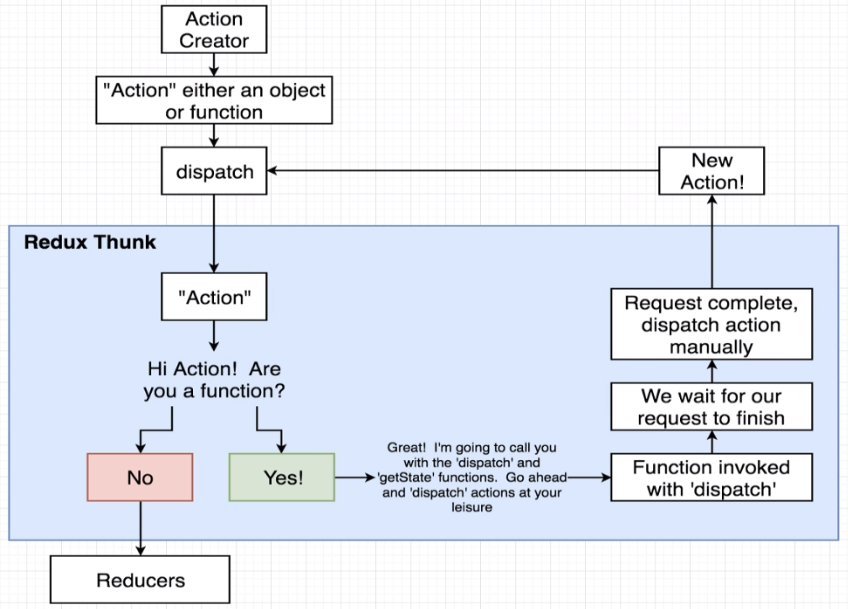 Action
Creator
"Action" either an object
or function
dispatch
New
Action!
Redux Thunk
"Action"
Hi Action!  Are
you a function?
No
Yes!
Great!  I'm going to call you
with the 'dispatch' and
'getState' functions.  Go ahead
and 'dispatch' actions at your
leisure
Request complete,
dispatch action
manually
We wait for our
request to finish
Function invoked
with 'dispatch'
Reducers